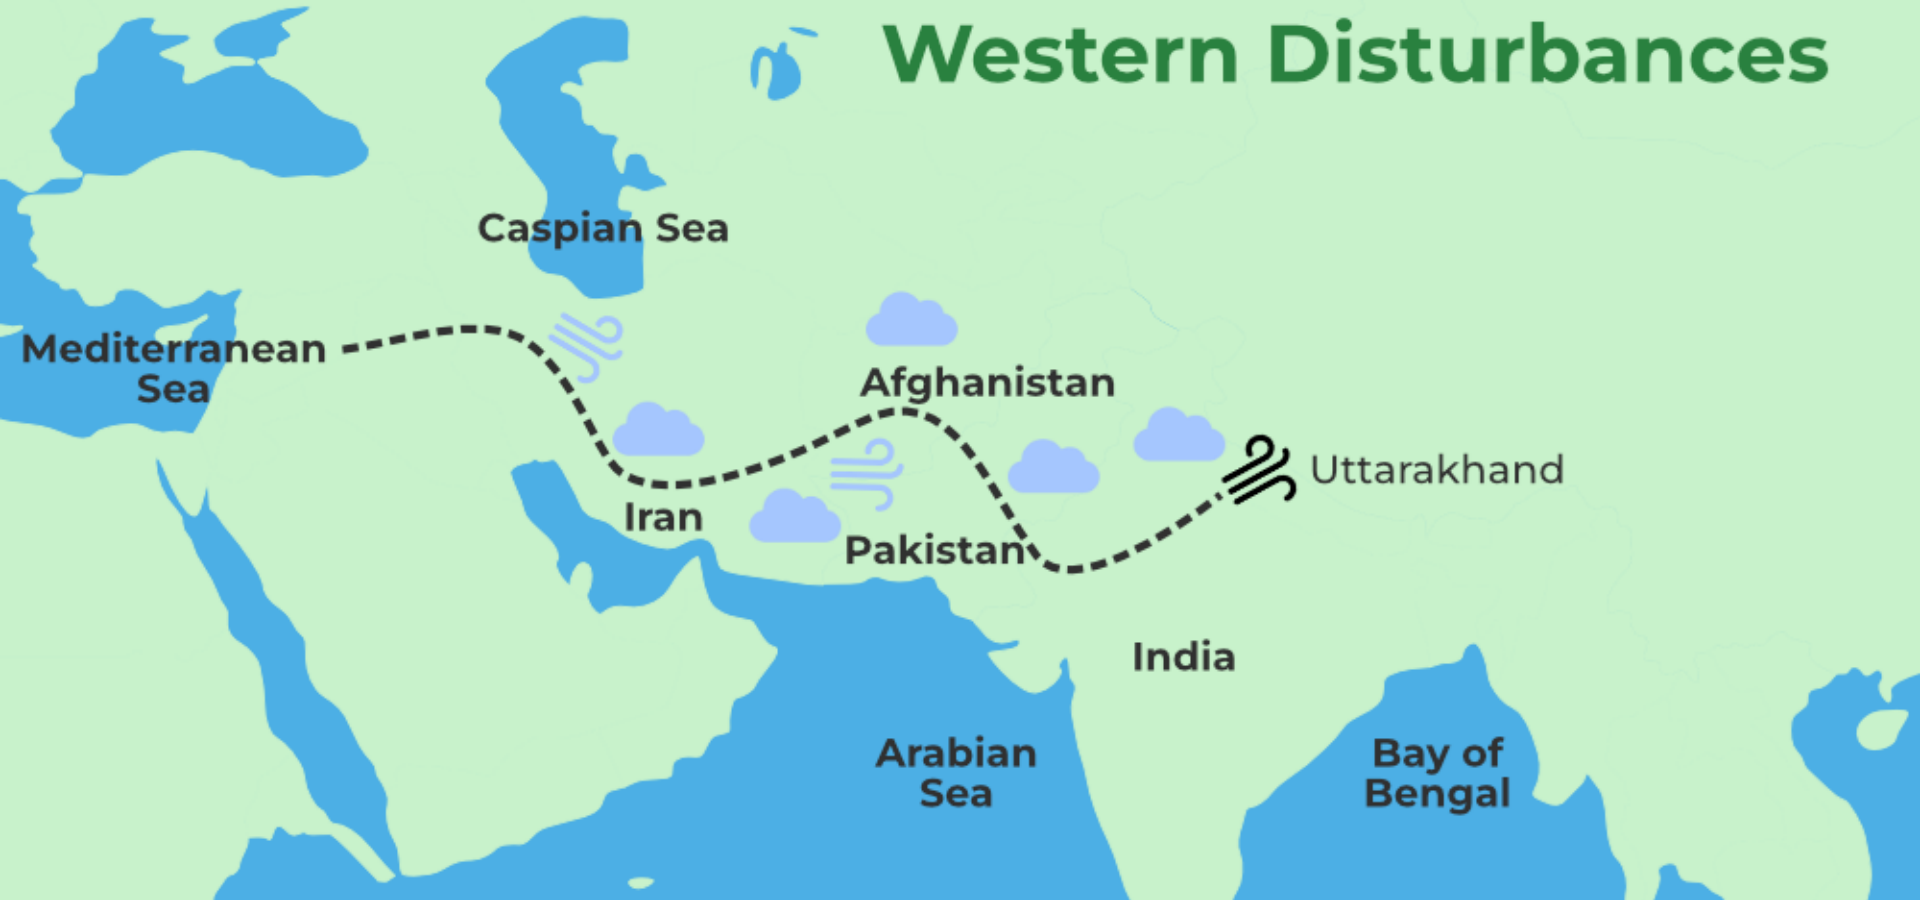 Western Disturbances
Caspian Sea
Mediterranean
Sea
Afghanistan
Uttarakhand
Iran
Pakistan
India
Arabian
Sea
Bay of
Bengal